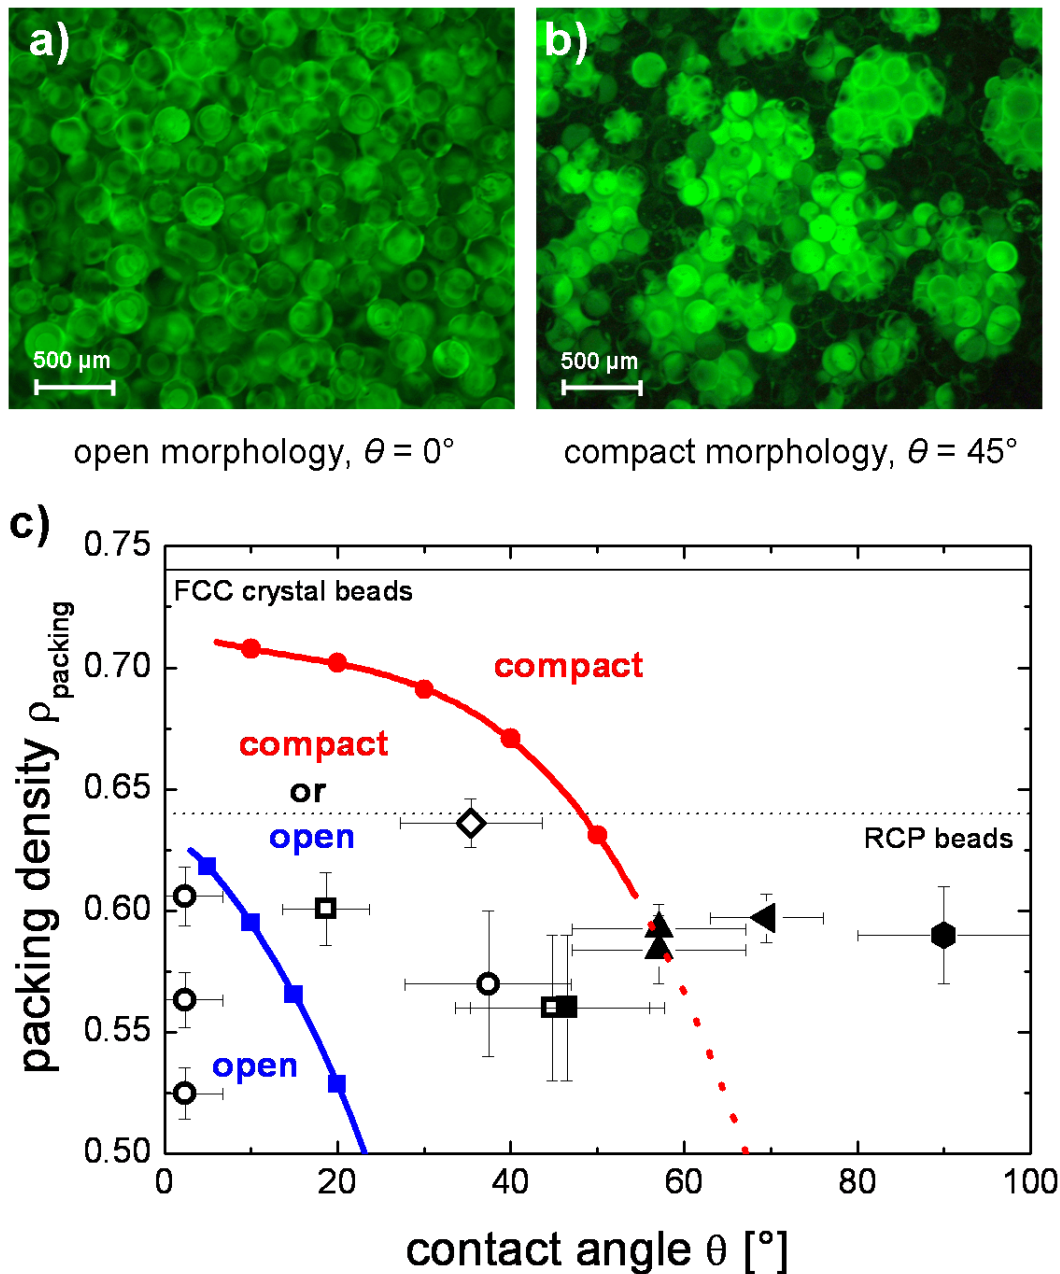 a)
500 µm
b)
500 µm
open morphology, θ = 0°
compact morphology, θ = 45°
c)
0.75
0.70
0.65
0.60
0.55
0.50
packing density ρpacking
FCC crystal beads
compact
compact
or
open
RCP beads
open
0
20
40
60
80
100
contact angle θ [°]